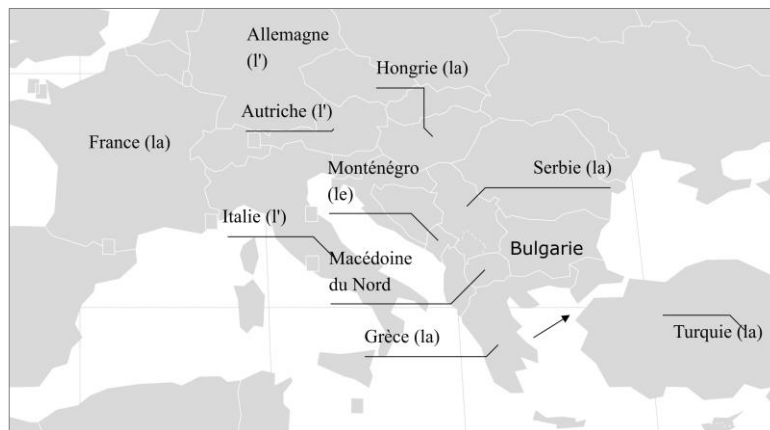 Allemagne
(l')
Hongrie (la)
Autriche (l')
France (la)
Monténégro
(le)
Serbie (la)
Italie (l')
Bulgarie
Macédoine
du Nord
Grèce (la)
Turquie (la)